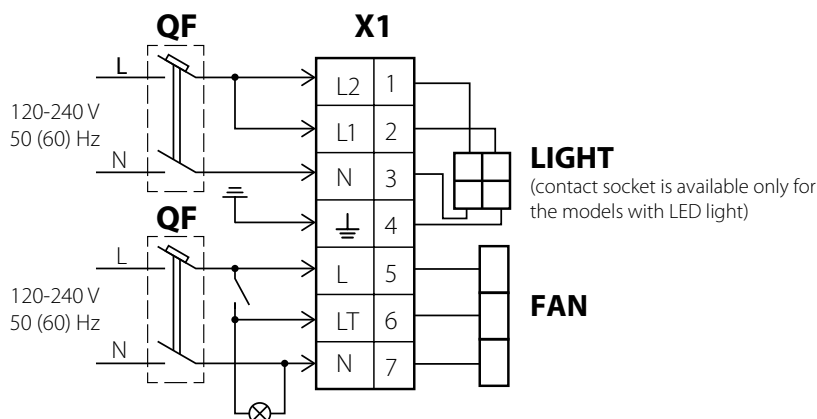 QF
X1
L
120-240 V
50 (60) Hz
N
L2 1
L1 2
N 3
4
LIGHT
(contact socket is available only for
the models with LED light)
QF
L
120-240 V
50 (60) Hz
N
L 5
LT 6
N 7
FAN